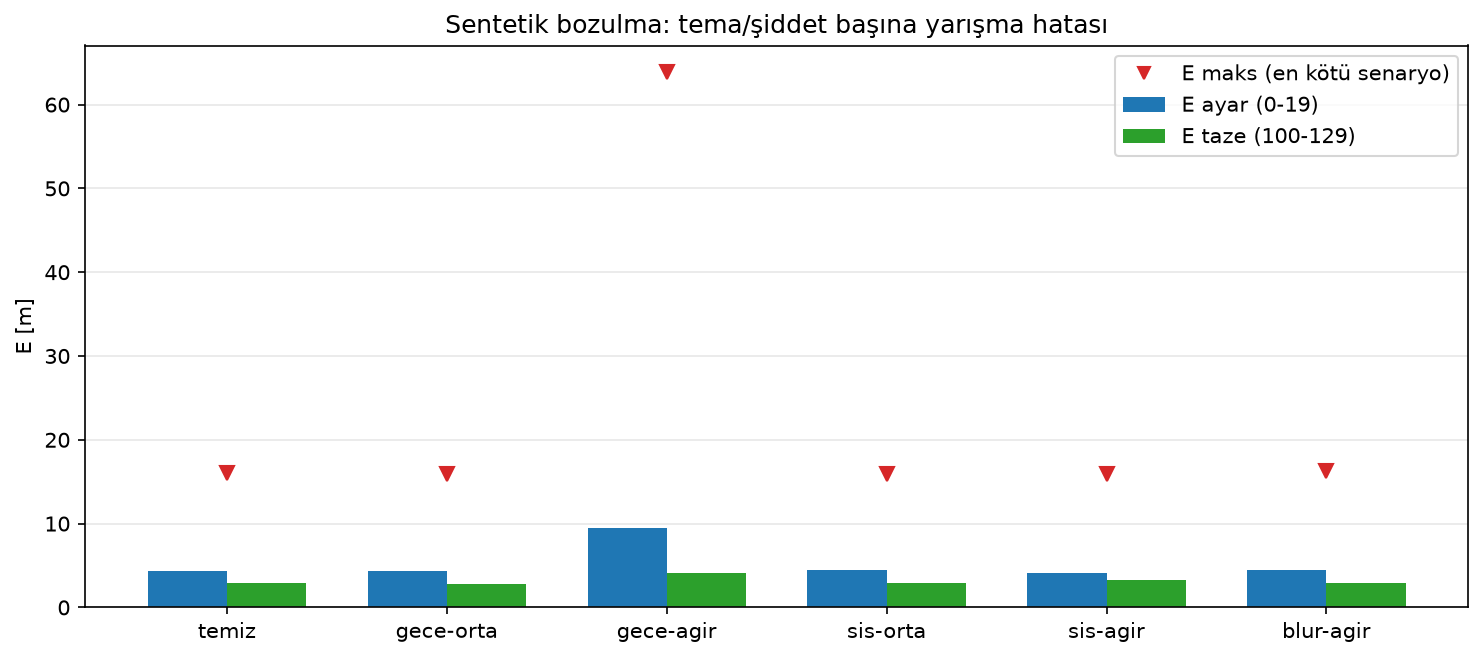 Sentetik bozulma: tema/şiddet başına yarışma hatası
E maks (en kötü senaryo)
E ayar (0-19)
E taze (100-129)
E [m]
60
50
40
30
20
10
0
temiz
gece-orta
gece-agir
sis-orta
sis-agir
blur-agir